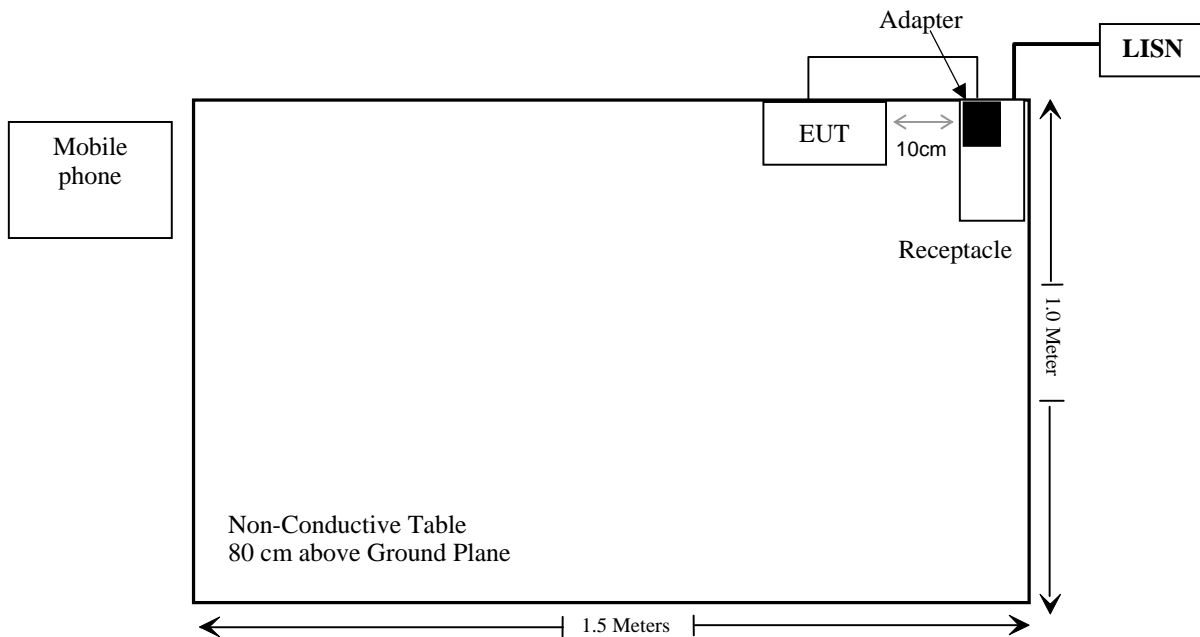 Adapter
LISN
Mobile
phone
EUT
10cm
Receptacle
1.0 Meter
Non-Conductive Table
80 cm above Ground Plane
1.5 Meters